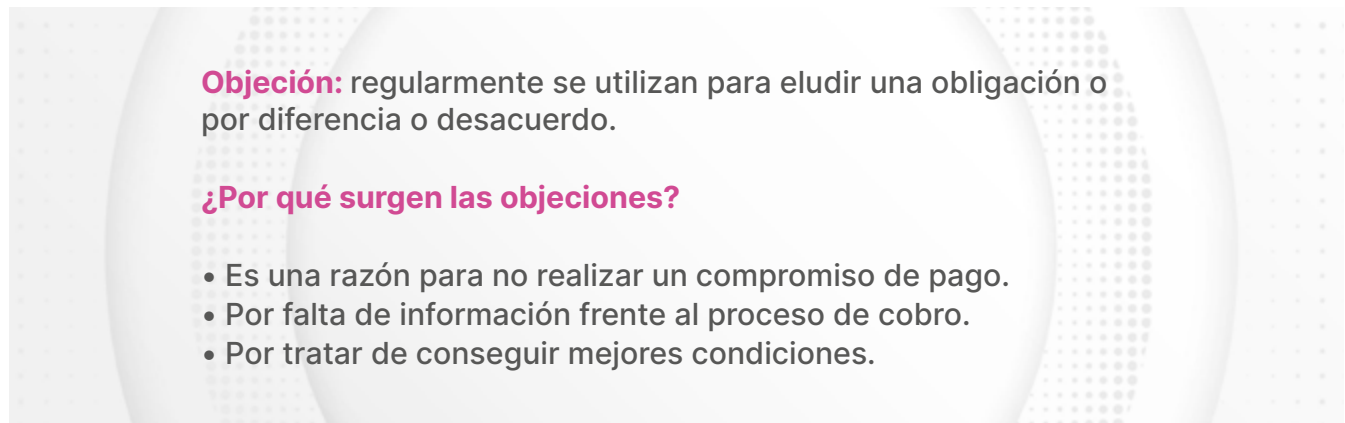 Objeción: regularmente se utilizan para eludir una obligación o
por diferencia o desacuerdo.
¿Por qué surgen las objeciones?
• Es una razón para no realizar un compromiso de pago.
• Por falta de información frente al proceso de cobro.
• Por tratar de conseguir mejores condiciones.